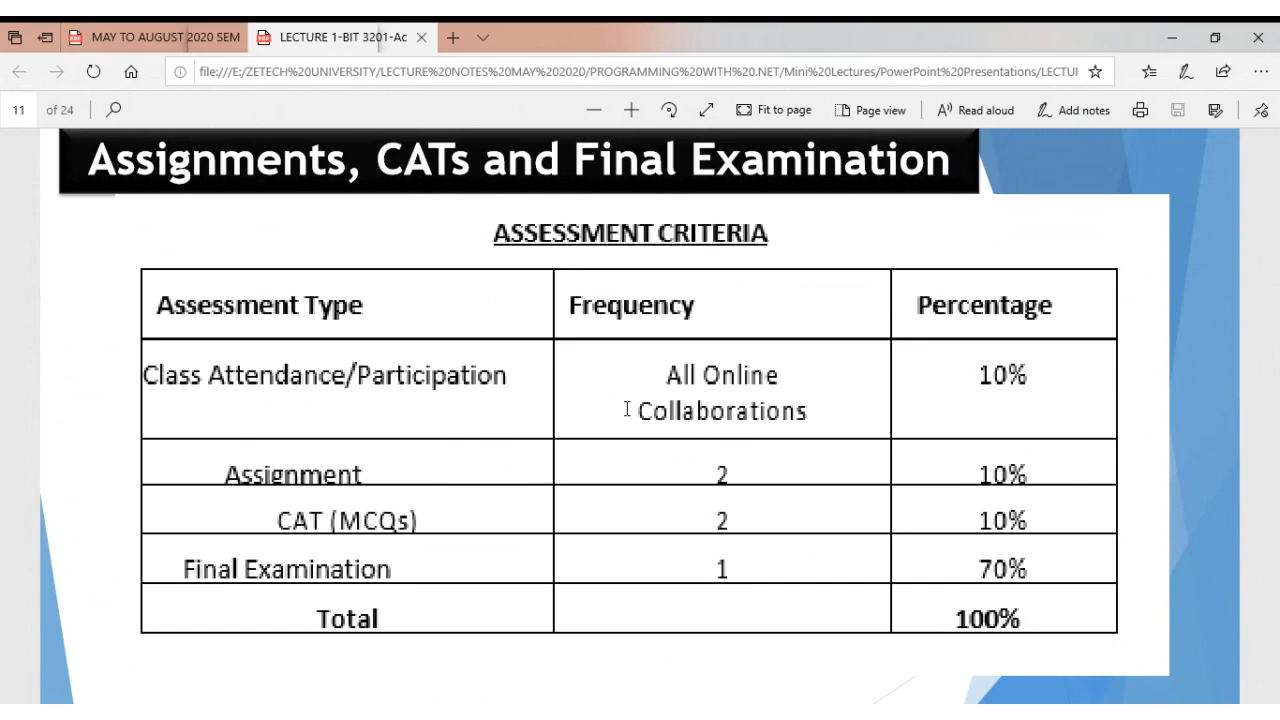 MAY TO AUGUST 2020 SEM LECTURE 1-BIT 3201-Ac
file:///E:/ZETECH%20UNIVERSITY/LECTURE%20NOTES%20MAY%202020/PROGRAMMING%20WITH%20.NET/Mini%20Lectures/PowerPoint%20Presentations/LECTUI
11 of 24 Fit to page Page view Read aloud Add notes
Assignments, CATs and Final Examination
ASSESSMENT CRITERIA
Assessment Type Frequency Percentage
Class Attendance/Participation All Online 10%
Collaborations
Assignment 2 10%
CAT (MCQs) 2 10%
Final Examination 1 70%
Total 100%